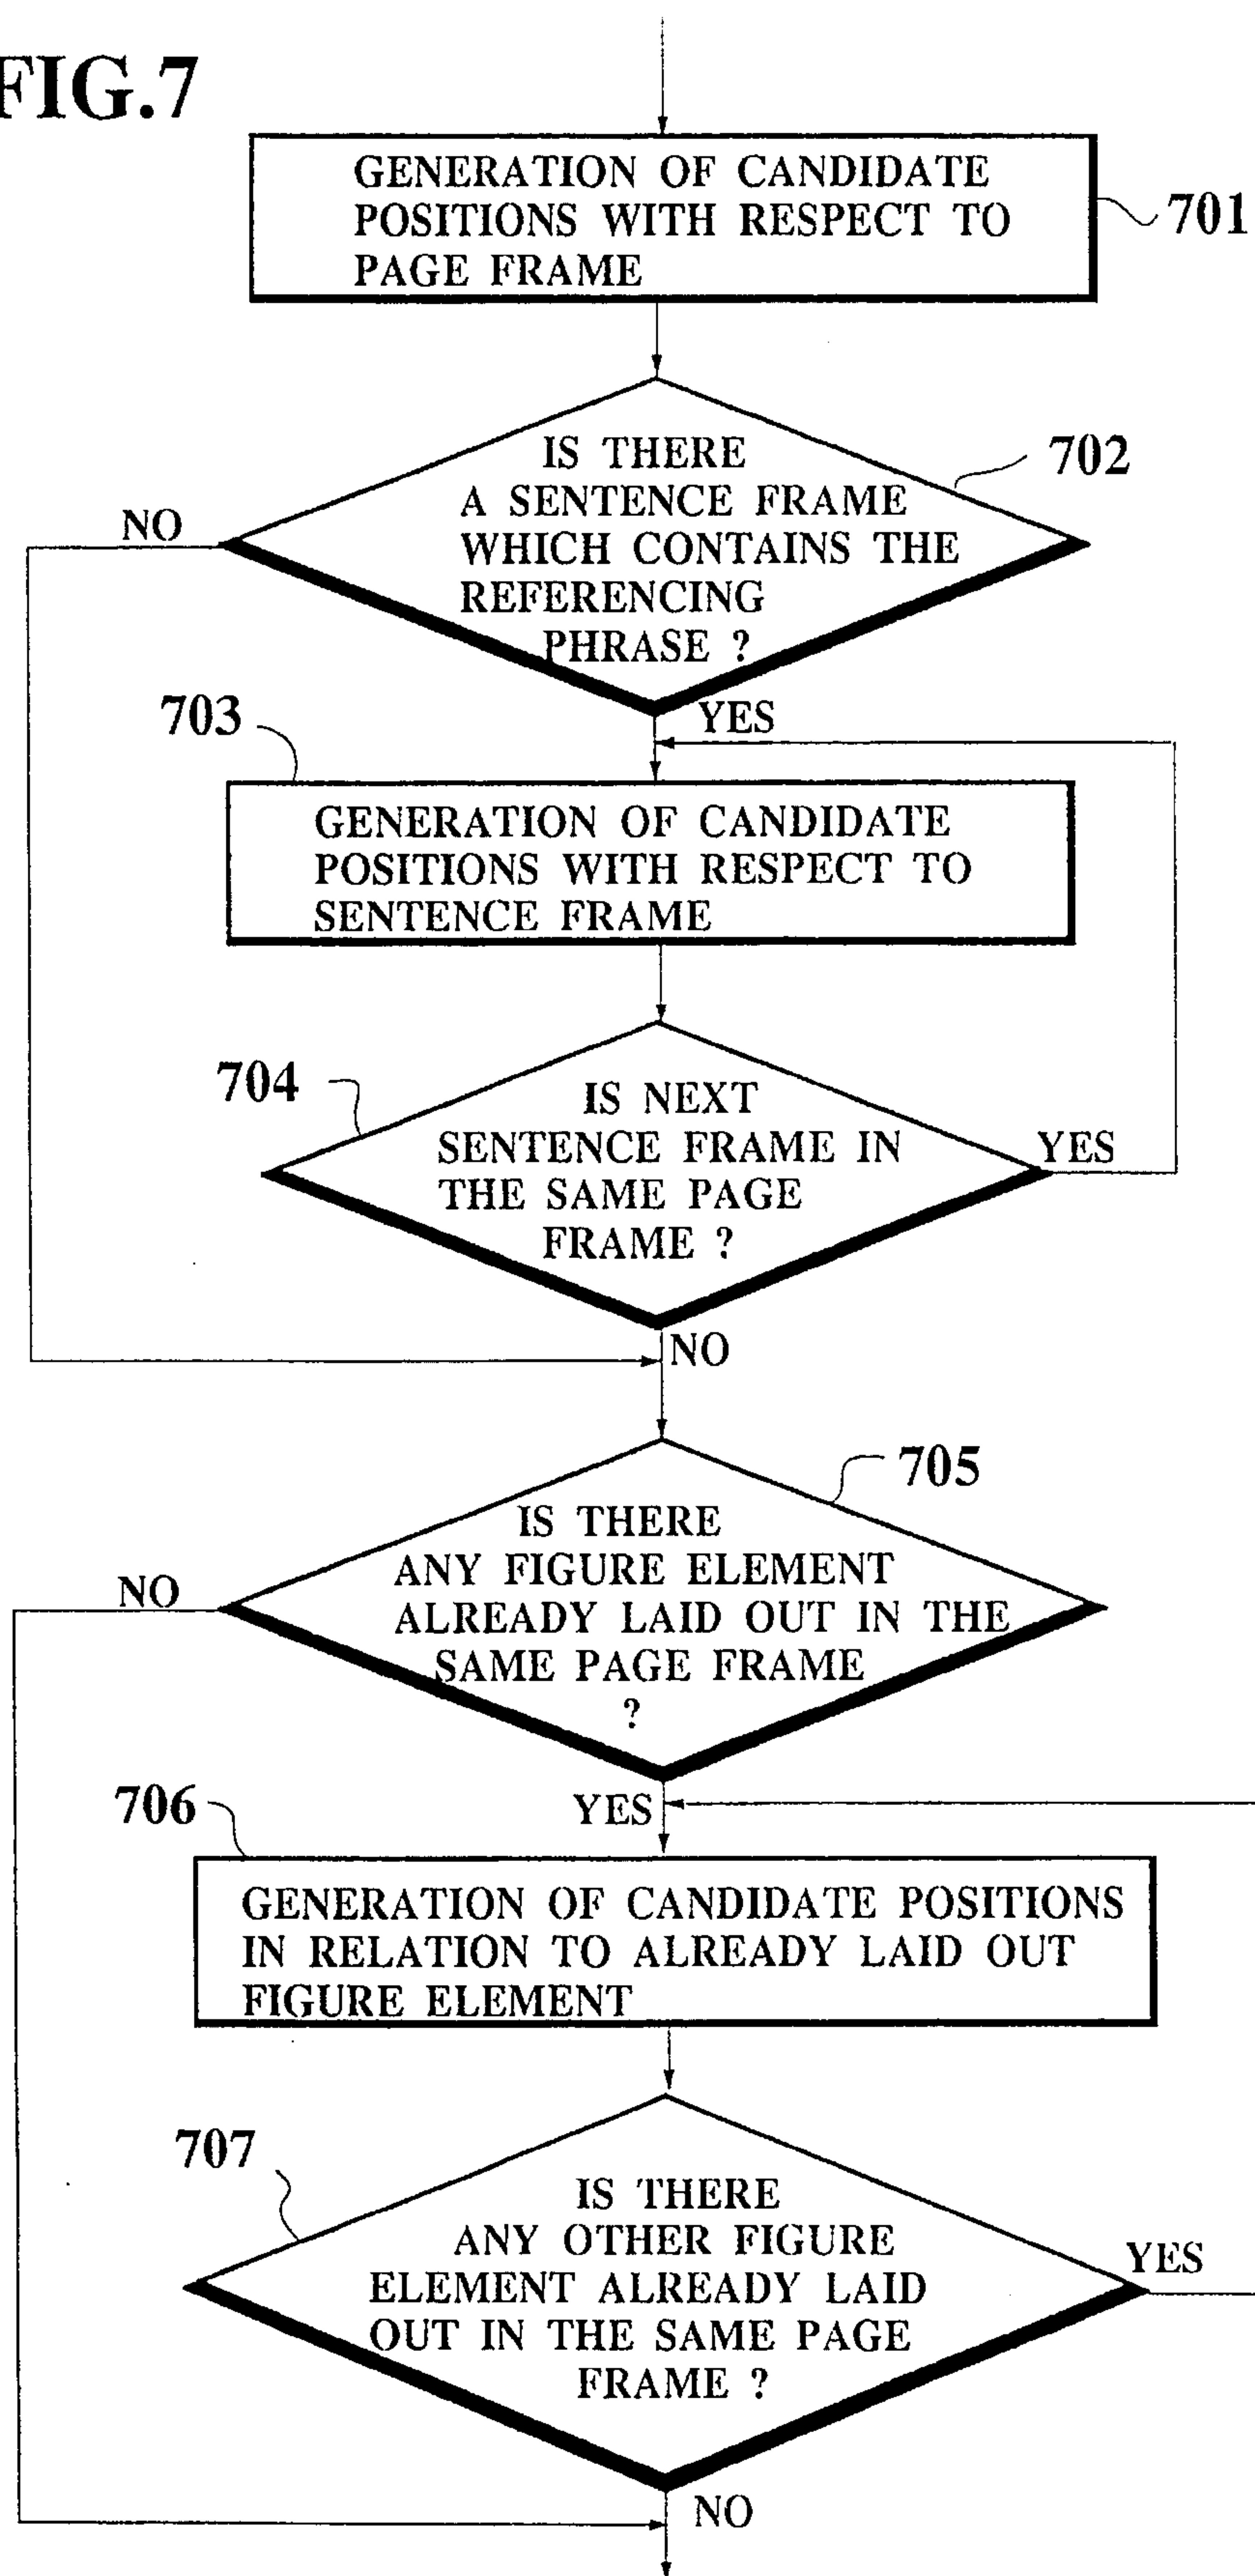 FIG.7
GENERATION OF CANDIDATE
POSITIONS WITH RESPECT TO
PAGE FRAME
701
IS THERE
A SENTENCE FRAME
WHICH CONTAINS THE
REFERENCING
PHRASE ?
702
NO
YES
703
GENERATION OF CANDIDATE
POSITIONS WITH RESPECT TO
SENTENCE FRAME
704
IS NEXT
SENTENCE FRAME IN
THE SAME PAGE
FRAME ?
YES
NO
705
IS THERE
ANY FIGURE ELEMENT
ALREADY LAID OUT IN THE
SAME PAGE FRAME
?
NO
YES
706
GENERATION OF CANDIDATE POSITIONS
IN RELATION TO ALREADY LAID OUT
FIGURE ELEMENT
707
IS THERE
ANY OTHER FIGURE
ELEMENT ALREADY LAID
OUT IN THE SAME PAGE
FRAME ?
YES
NO